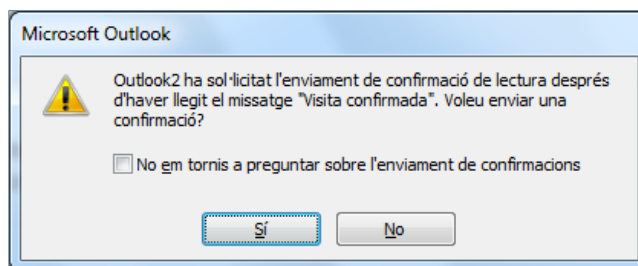 Microsoft Outlook
Outlook2 ha sol·licitat l'enviament de confirmació de lectura després
d'haver llegit el missatge "Visita confirmada". Voleu enviar una
confirmació?
No em tornis a preguntar sobre l'enviament de confirmacions
Sí
No